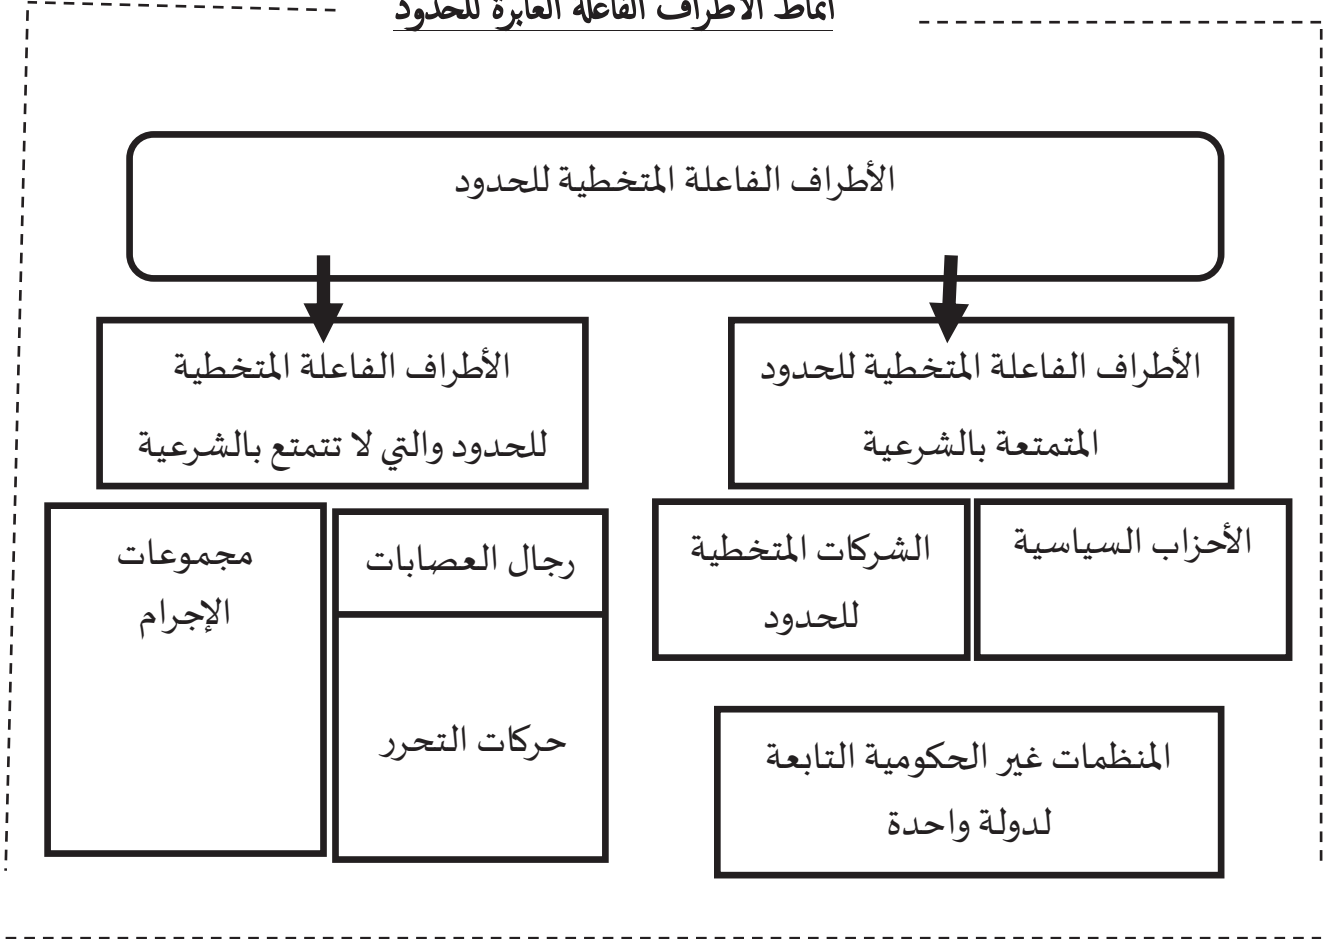 أنماط الأطراف الفاعلة العابرة للحدود
الأطراف الفاعلة المتخطية للحدود
الأطراف الفاعلة المتخطية للحدود
المتمتعة بالشرعية
الأطراف الفاعلة المتخطية
للحدود والتي لا تتمتع بالشرعية
الأحزاب السياسية
الشركات المتخطية
للحدود
المنظمات غير الحكومية التابعة
لدولة واحدة
رجال العصابات
حركات التحرر
مجموعات
الإجرام